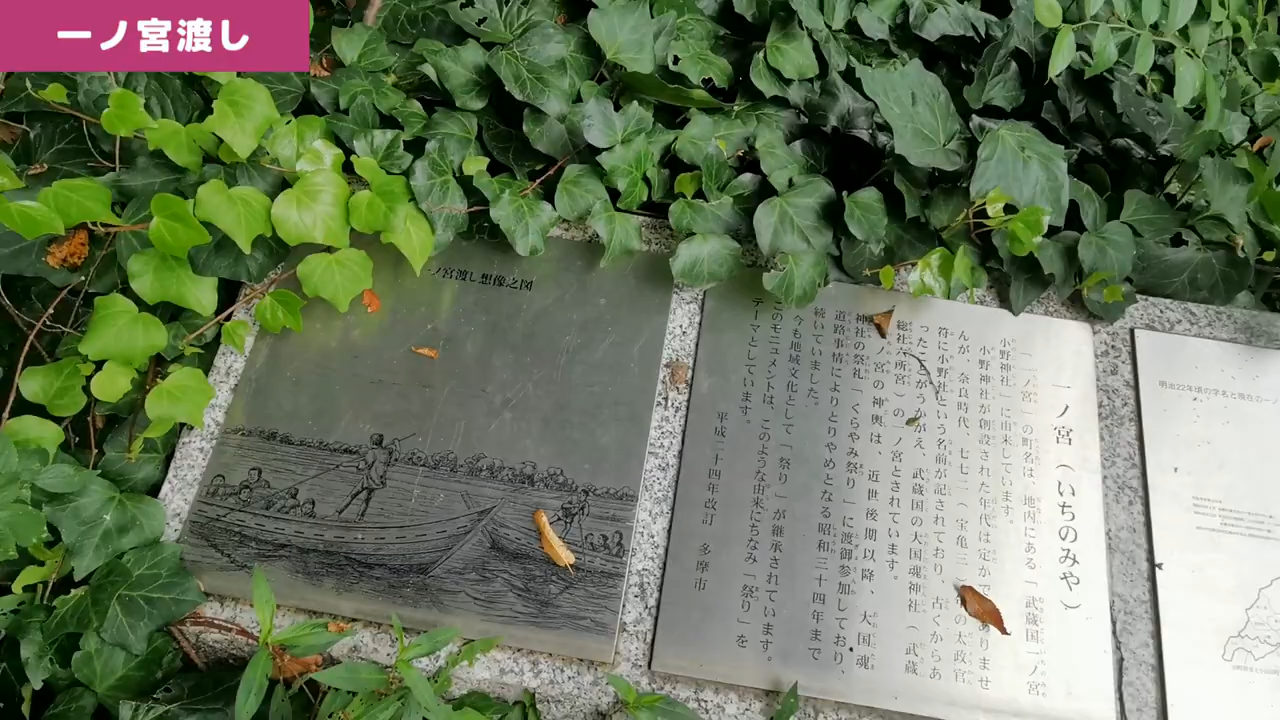 一ノ宮渡し
一ノ宮渡し想像之図
一ノ宮(いちのみや)
「一ノ宮」の町名は、地内にある「武蔵国一ノ宮
小野神社」に由来しています。
小野神社が創設された年代は定かではありませ
んが、奈良時代、七七二(宝亀三)年の太政官
符に小野社という名前が記されており、古くからあ
ったことがうかがえ、武蔵国の大国魂神社(武蔵
総社六所宮)の一ノ宮とされています。
一ノ宮の神輿は、近世後期以降、大国魂
神社の祭礼「くらやみ祭り」に渡御参加しており、
道路事情によりとりやめとなる昭和三十四年まで
続いていました。
今も地域文化として「祭り」が継承されています。
このモニュメントは、このような由来にちなみ「祭り」を
テーマとしています。
平成二十四年改訂 多摩市
明治22年頃の字名と現在の一ノ